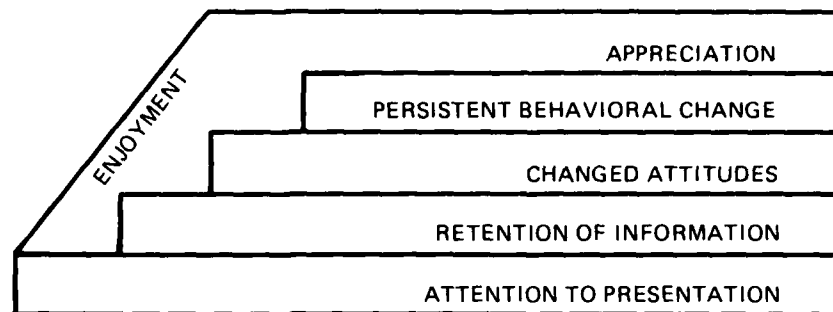 APPRECIATION
ENJOYMENT
PERSISTENT BEHAVIORAL CHANGE
CHANGED ATTITUDES
RETENTION OF INFORMATION
ATTENTION TO PRESENTATION